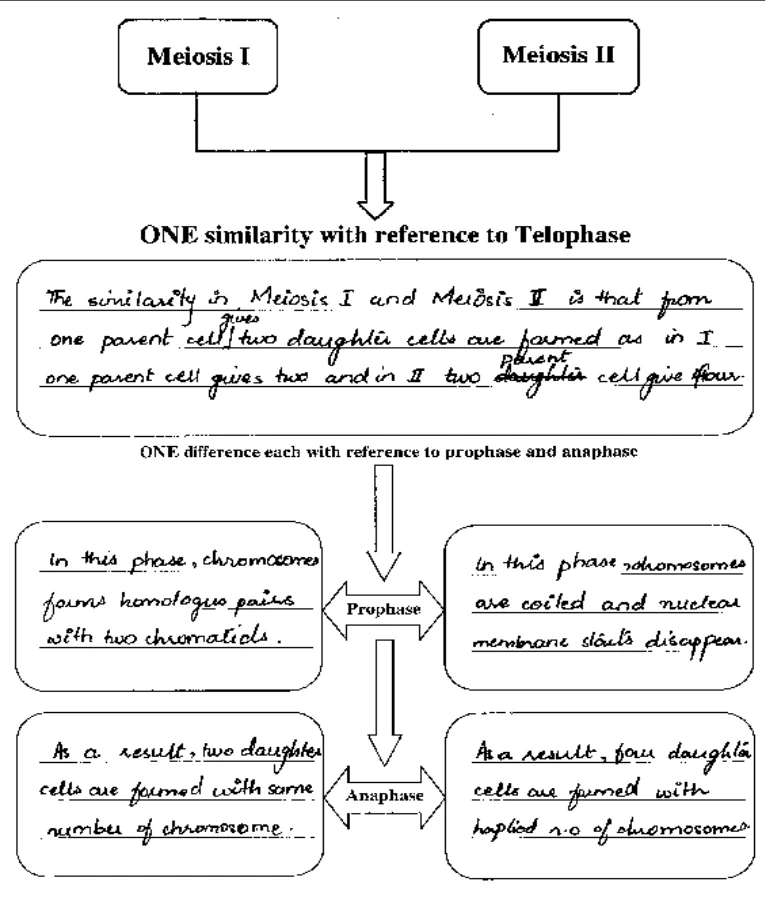 Meiosis I
Meiosis II
ONE similarity with reference to Telophase
The similarity in Meiosis I and Meiosis II is that from
gives
one parent cell two daughter cells are formed as in I
parent
one parent cell gives two and in II two daughter cell give four
ONE difference each with reference to prophase and anaphase
In this phase, chromosomes
forms homologus pairs
with two chromatids.
Prophase
In this phase chromosomes
are coiled and nuclear
membrane starts disappear.
As a result, two daughter
cells are formed with same
number of chromosome.
Anaphase
As a result, four daughter
cells are formed with
haploid n.o of chromosomes